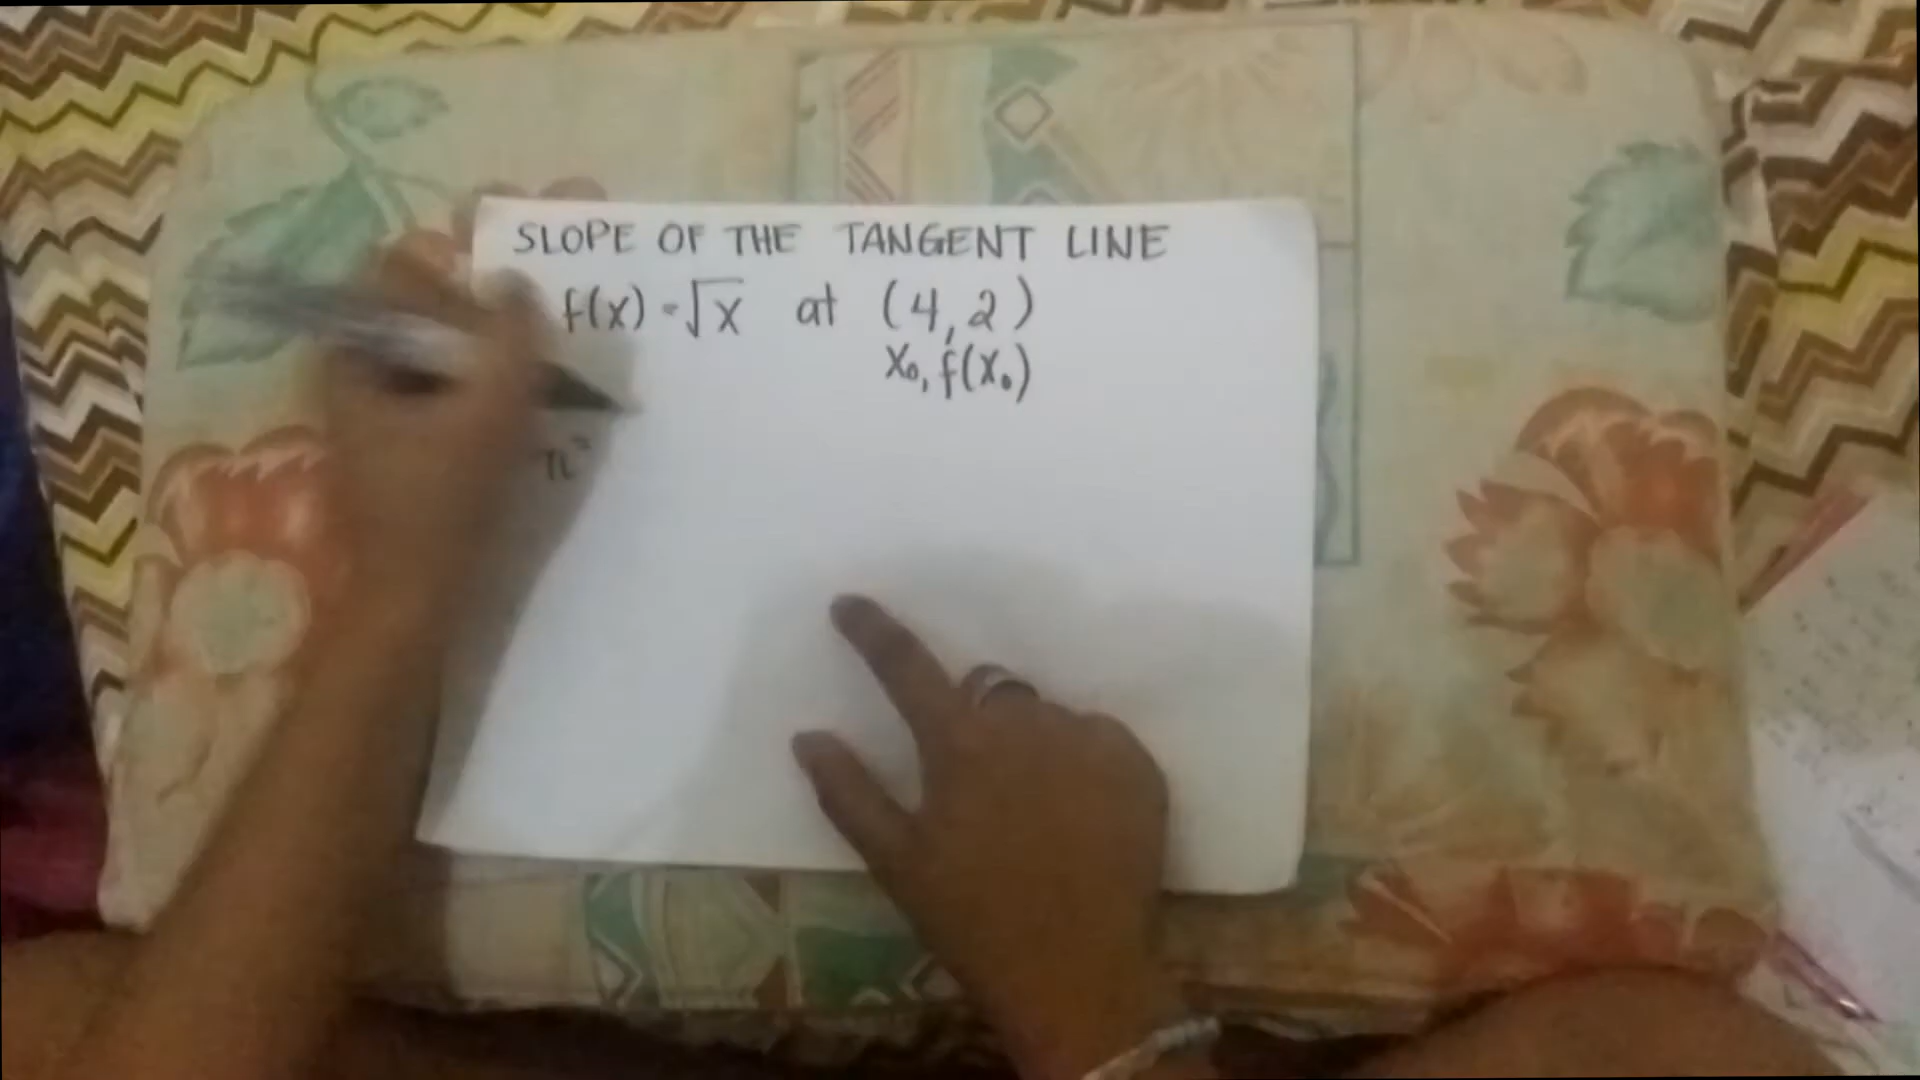 SLOPE OF THE TANGENT LINE
f(x) = √x at (4, 2)
x₀, f(x₀)